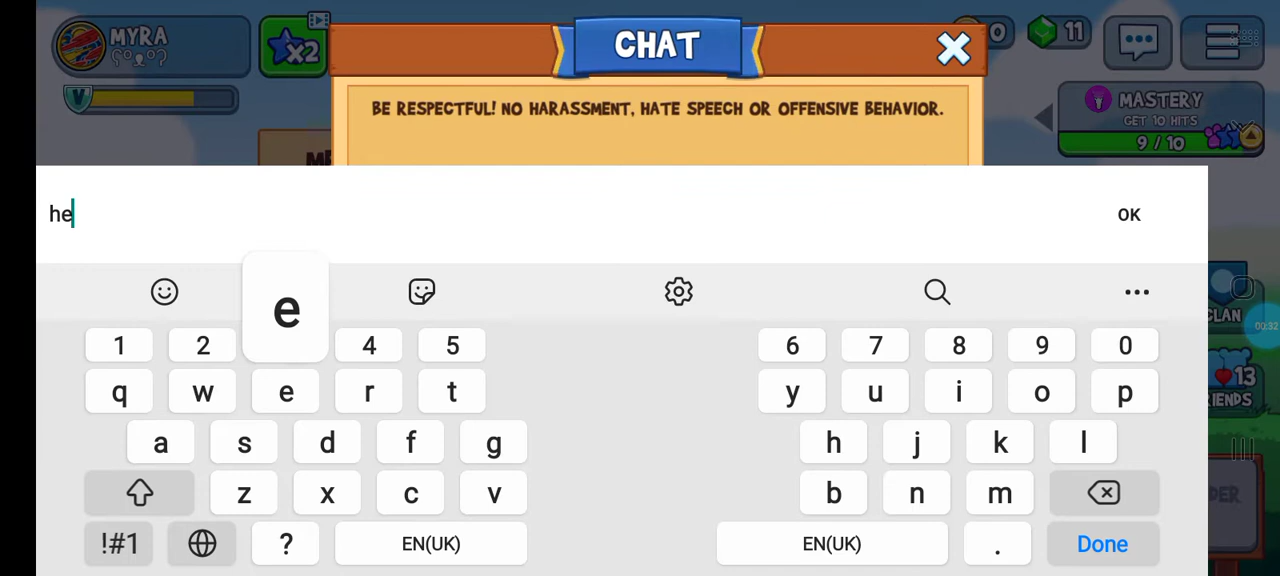 MYRA
X2
CHAT
0
11
BE RESPECTFUL! NO HARASSMENT, HATE SPEECH OR OFFENSIVE BEHAVIOR.
MASTERY
GET 10 HITS
9 / 10
V
he
OK
e
1 2 4 5 6 7 8 9 0
q w e r t y u i o p
a s d f g h j k l
z x c v b n m
!#1 ? EN(UK) EN(UK) . Done
CLAN
00:32
13